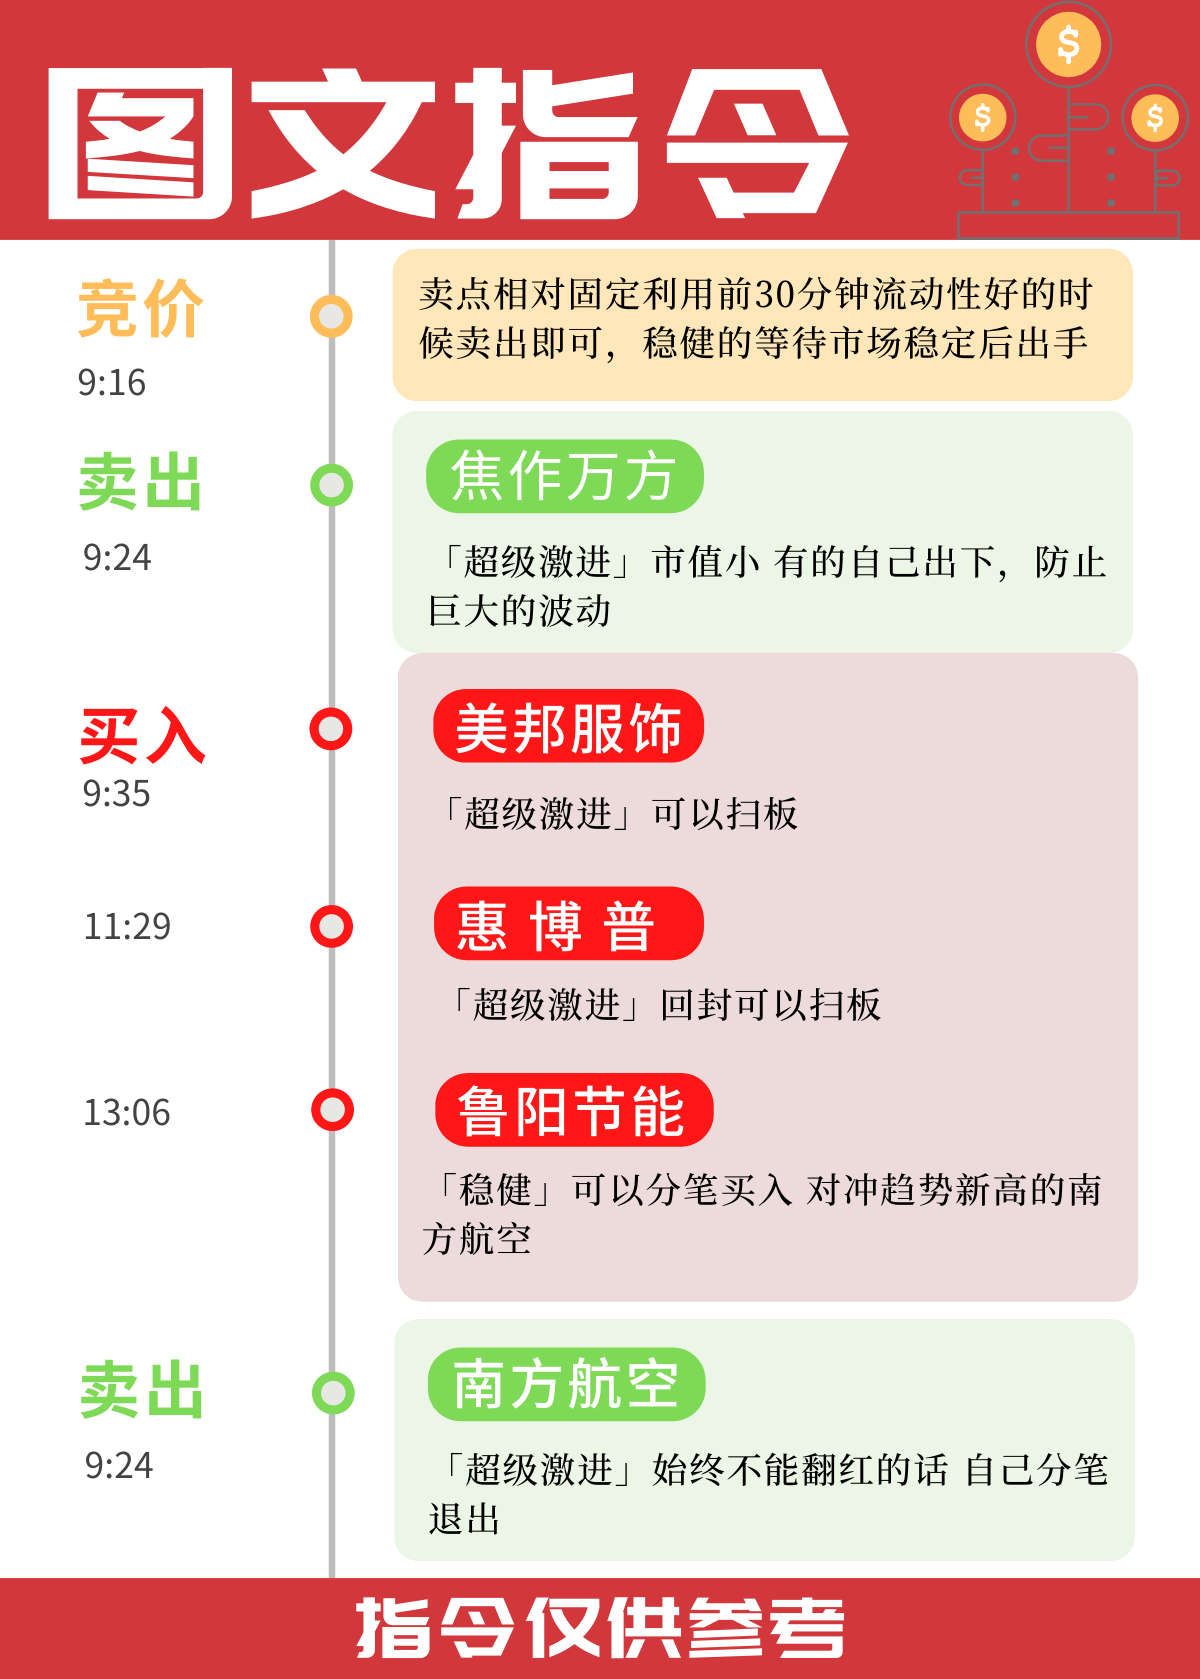 图文指令
竞价
9:16
卖点相对固定利用前30分钟流动性好的时
候卖出即可，稳健的等待市场稳定后出手
卖出
9:24
焦作万方
「超级激进」市值小 有的自己出下，防止
巨大的波动
买入
9:35
美邦服饰
「超级激进」可以扫板
11:29
惠博普
「超级激进」回封可以扫板
13:06
鲁阳节能
「稳健」可以分笔买入 对冲趋势新高的南
方航空
卖出
9:24
南方航空
「超级激进」始终不能翻红的话 自己分笔
退出
指令仅供参考